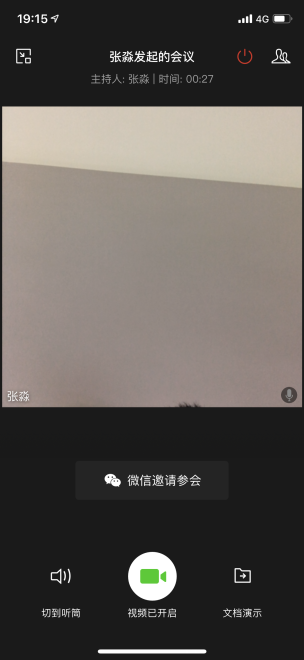 19:15 4G
张淼发起的会议
主持人: 张淼 | 时间: 00:27
张淼
微信邀请参会
切到听筒 视频已开启 文档演示